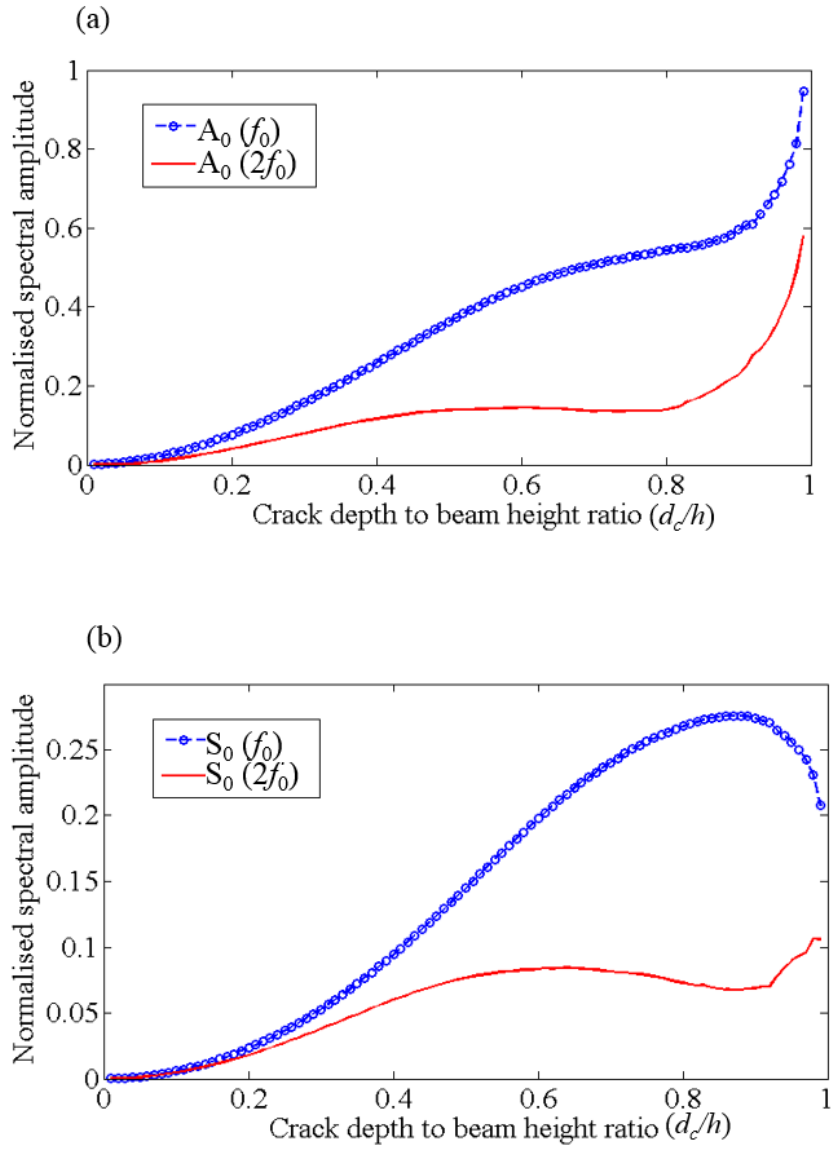 (a)
Normalised spectral amplitude
1
0.8
0.6
0.4
0.2
0
A₀ (f₀)
A₀ (2f₀)
0 0.2 0.4 0.6 0.8 1
Crack depth to beam height ratio (d_c/h)
(b)
Normalised spectral amplitude
0.25
0.2
0.15
0.1
0.05
0
S₀ (f₀)
S₀ (2f₀)
0 0.2 0.4 0.6 0.8 1
Crack depth to beam height ratio (d_c/h)